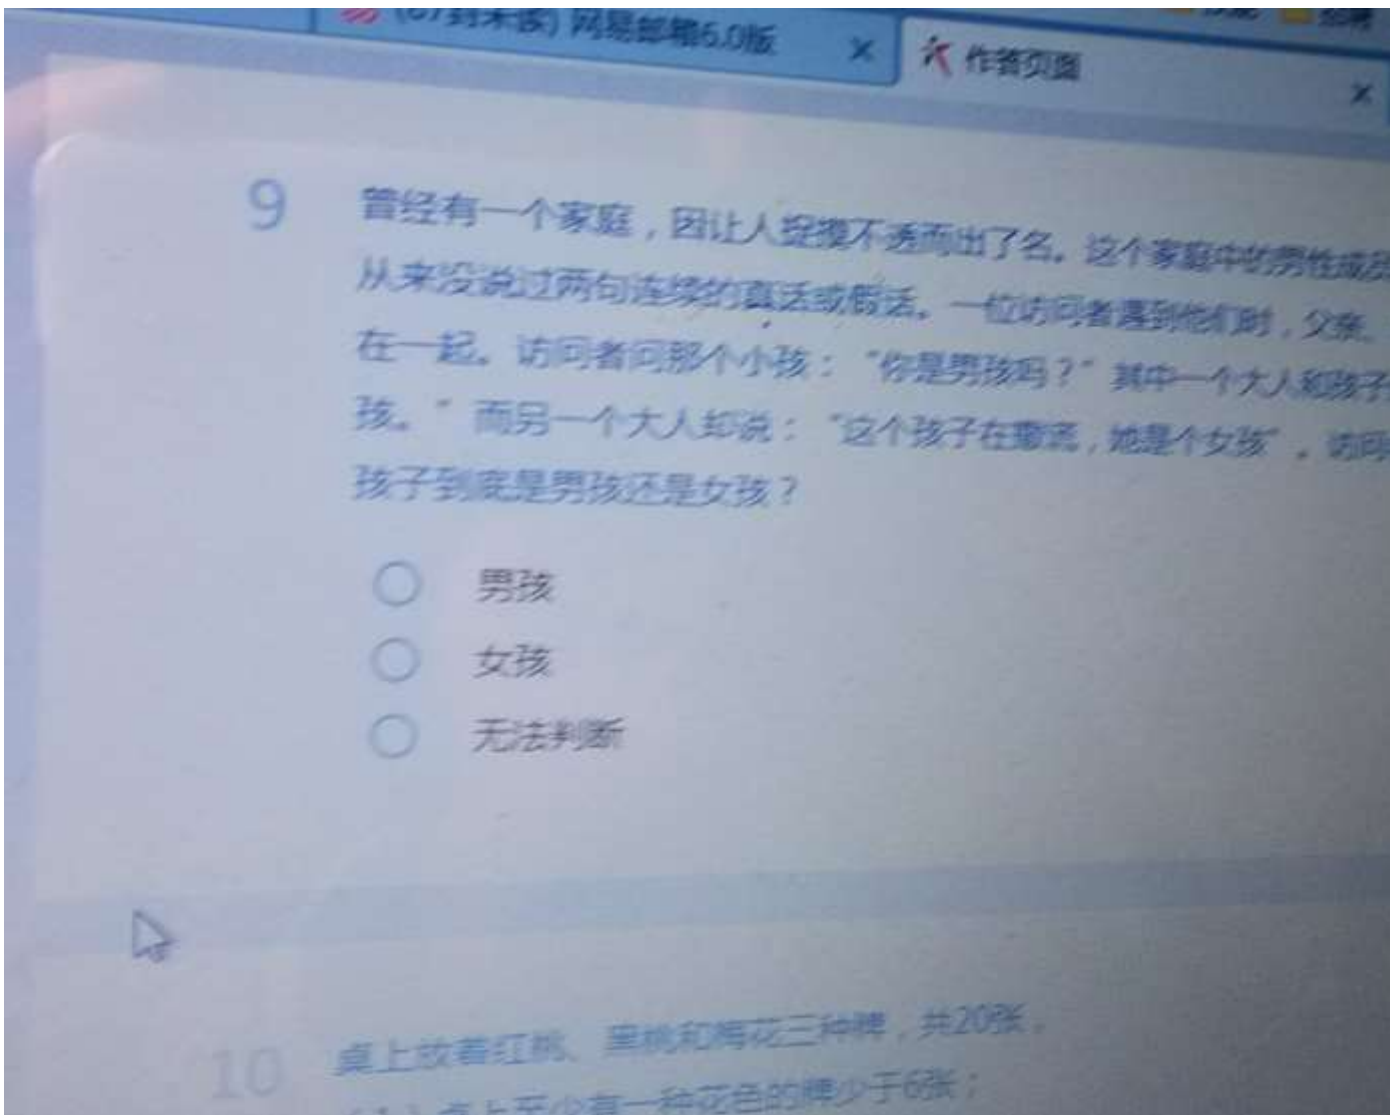 (67封未读) 网易邮箱6.0版
作答页面
9
曾经有一个家庭，因让人捉摸不透而出了名。这个家庭中的男性成员
从来没说过两句连续的真话或假话。一位访问者遇到他们时，父亲、
在一起。访问者问那个小孩：“你是男孩吗？”其中一个大人和孩子
孩。”而另一个大人却说：“这个孩子在撒谎，她是个女孩”。访问
孩子到底是男孩还是女孩？
男孩
女孩
无法判断
10
桌上放着红桃、黑桃和梅花三种牌，共20张，
（1）桌上至少有一种花色的牌少于6张；